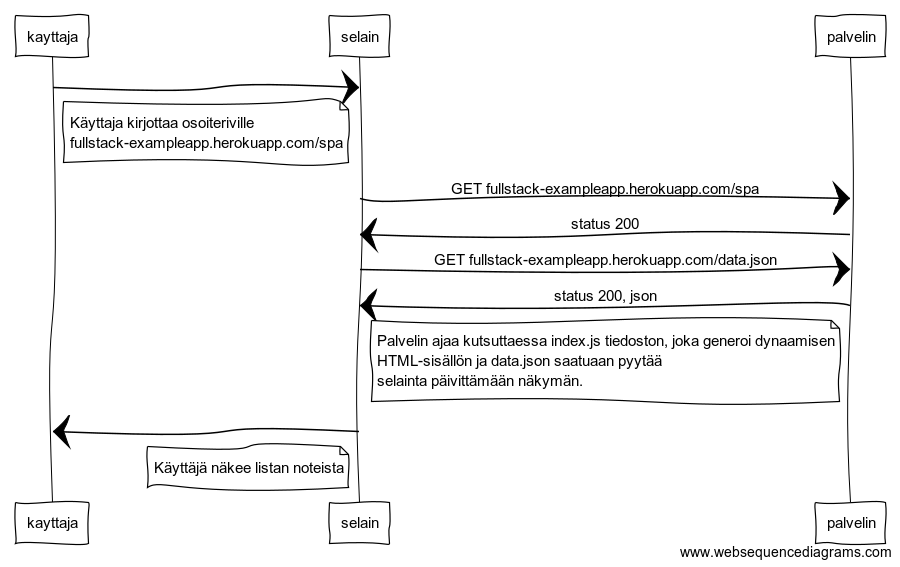 kayttaja
selain
palvelin
Käyttaja kirjottaa osoiteriville
fullstack-exampleapp.herokuapp.com/spa
GET fullstack-exampleapp.herokuapp.com/spa
status 200
GET fullstack-exampleapp.herokuapp.com/data.json
status 200, json
Palvelin ajaa kutsuttaessa index.js tiedoston, joka generoi dynaamisen
HTML-sisällön ja data.json saatuaan pyytää
selainta päivittämään näkymän.
Käyttäjä näkee listan noteista
kayttaja
selain
palvelin
www.websequencediagrams.com